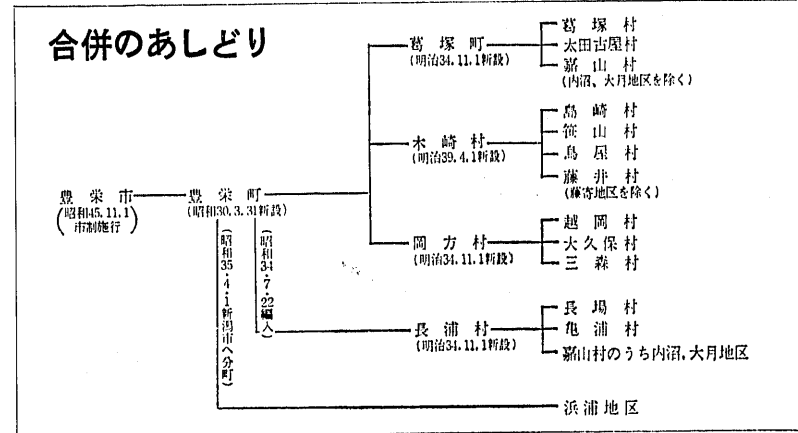 合併のあしどり
豊栄市
(昭和45.11.1
市制施行)
豊栄町
(昭和30.3.31新設)
(昭和35・4・1新潟市へ分町)
(昭和34・7・22編入)
葛塚町
(明治34.11.1新設)
葛塚村
太田古屋村
嘉山村
(内沼、大月地区を除く)
木崎村
(明治39.4.1新設)
島崎村
笹山村
鳥屋村
藤井村
(藤寄地区を除く)
岡方村
(明治34.11.1新設)
越岡村
大久保村
三森村
長浦村
(明治34.11.1新設)
長場村
亀浦村
嘉山村のうち内沼,大月地区
浜浦地区